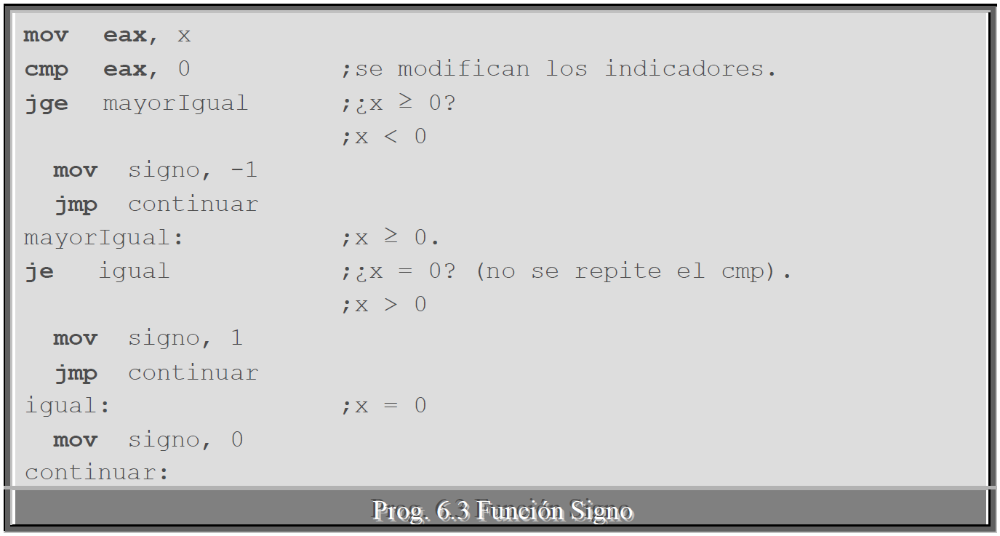 mov eax, x
cmp eax, 0 ;se modifican los indicadores.
jge mayorIgual ;¿x ≥ 0?
;x < 0
mov signo, -1
jmp continuar
mayorIgual: ;x ≥ 0.
je igual ;¿x = 0? (no se repite el cmp).
;x > 0
mov signo, 1
jmp continuar
igual: ;x = 0
mov signo, 0
continuar:
Prog. 6.3 Función Signo